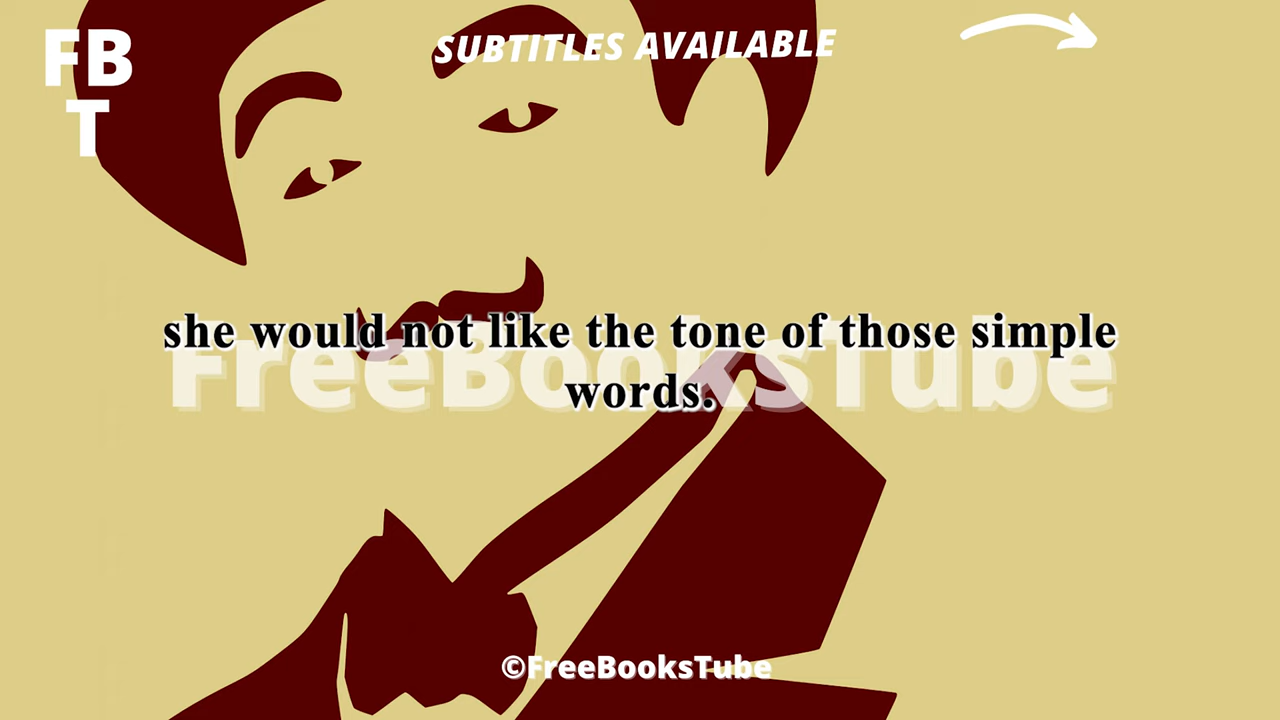 FB
T
SUBTITLES AVAILABLE
she would not like the tone of those simple
FreeBooksTube
words.
©FreeBooksTube